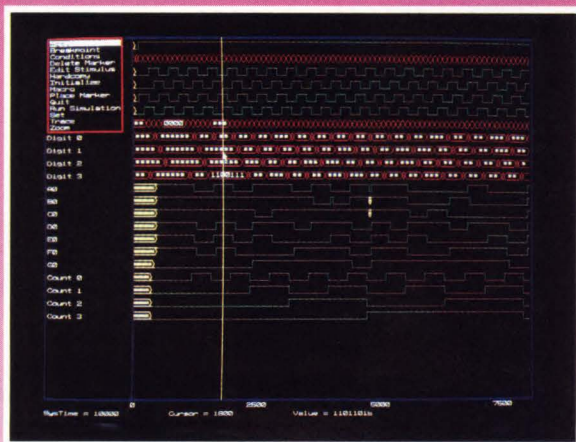 Breakpoint
Conditions
Delete Marker
Edit Stimulus
Hardcopy
Initialize
Macro
Place Marker
Quit
Run Simulation
Set
Trace
Zoom
0000
Digit 0
Digit 1
Digit 2
Digit 3
1100111
A0
B0
C0
D0
E0
F0
G0
Count 0
Count 1
Count 2
Count 3
0 2500 5000 7500
= 10000 Cursor = 1800 Value = 1101101b